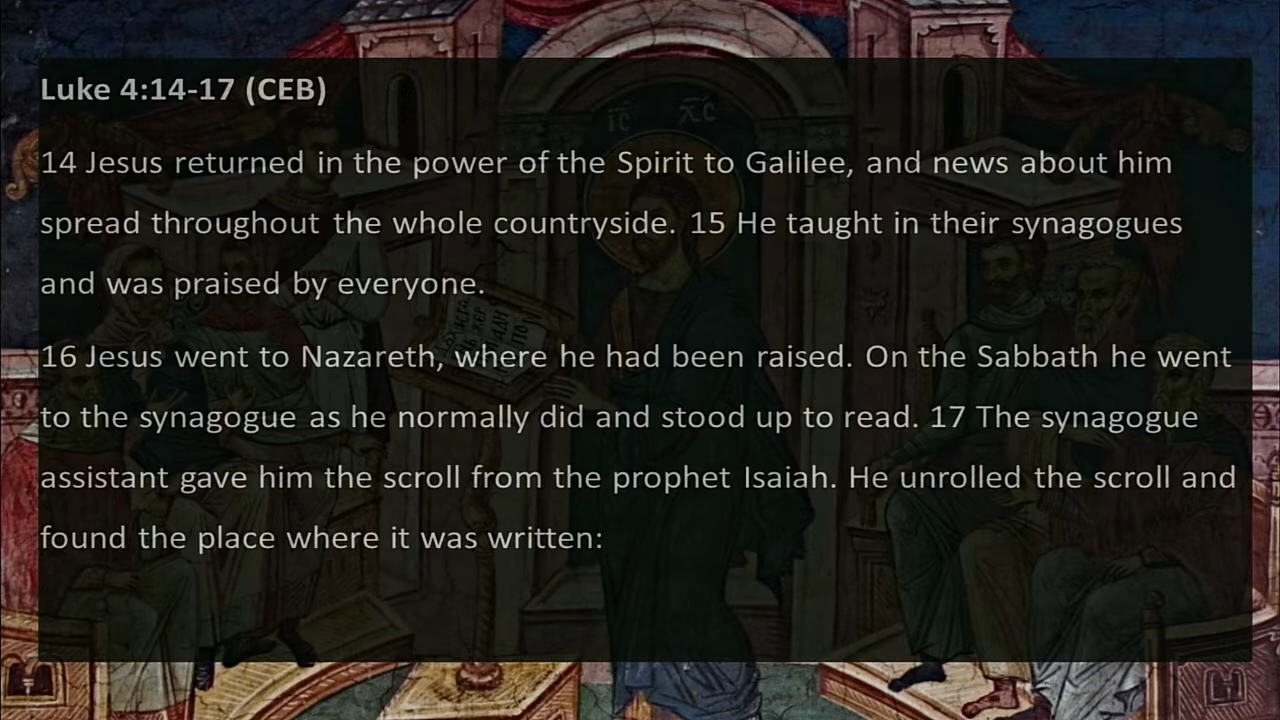 Luke 4:14-17 (CEB)
14 Jesus returned in the power of the Spirit to Galilee, and news about him
spread throughout the whole countryside. 15 He taught in their synagogues
and was praised by everyone.
16 Jesus went to Nazareth, where he had been raised. On the Sabbath he went
to the synagogue as he normally did and stood up to read. 17 The synagogue
assistant gave him the scroll from the prophet Isaiah. He unrolled the scroll and
found the place where it was written: